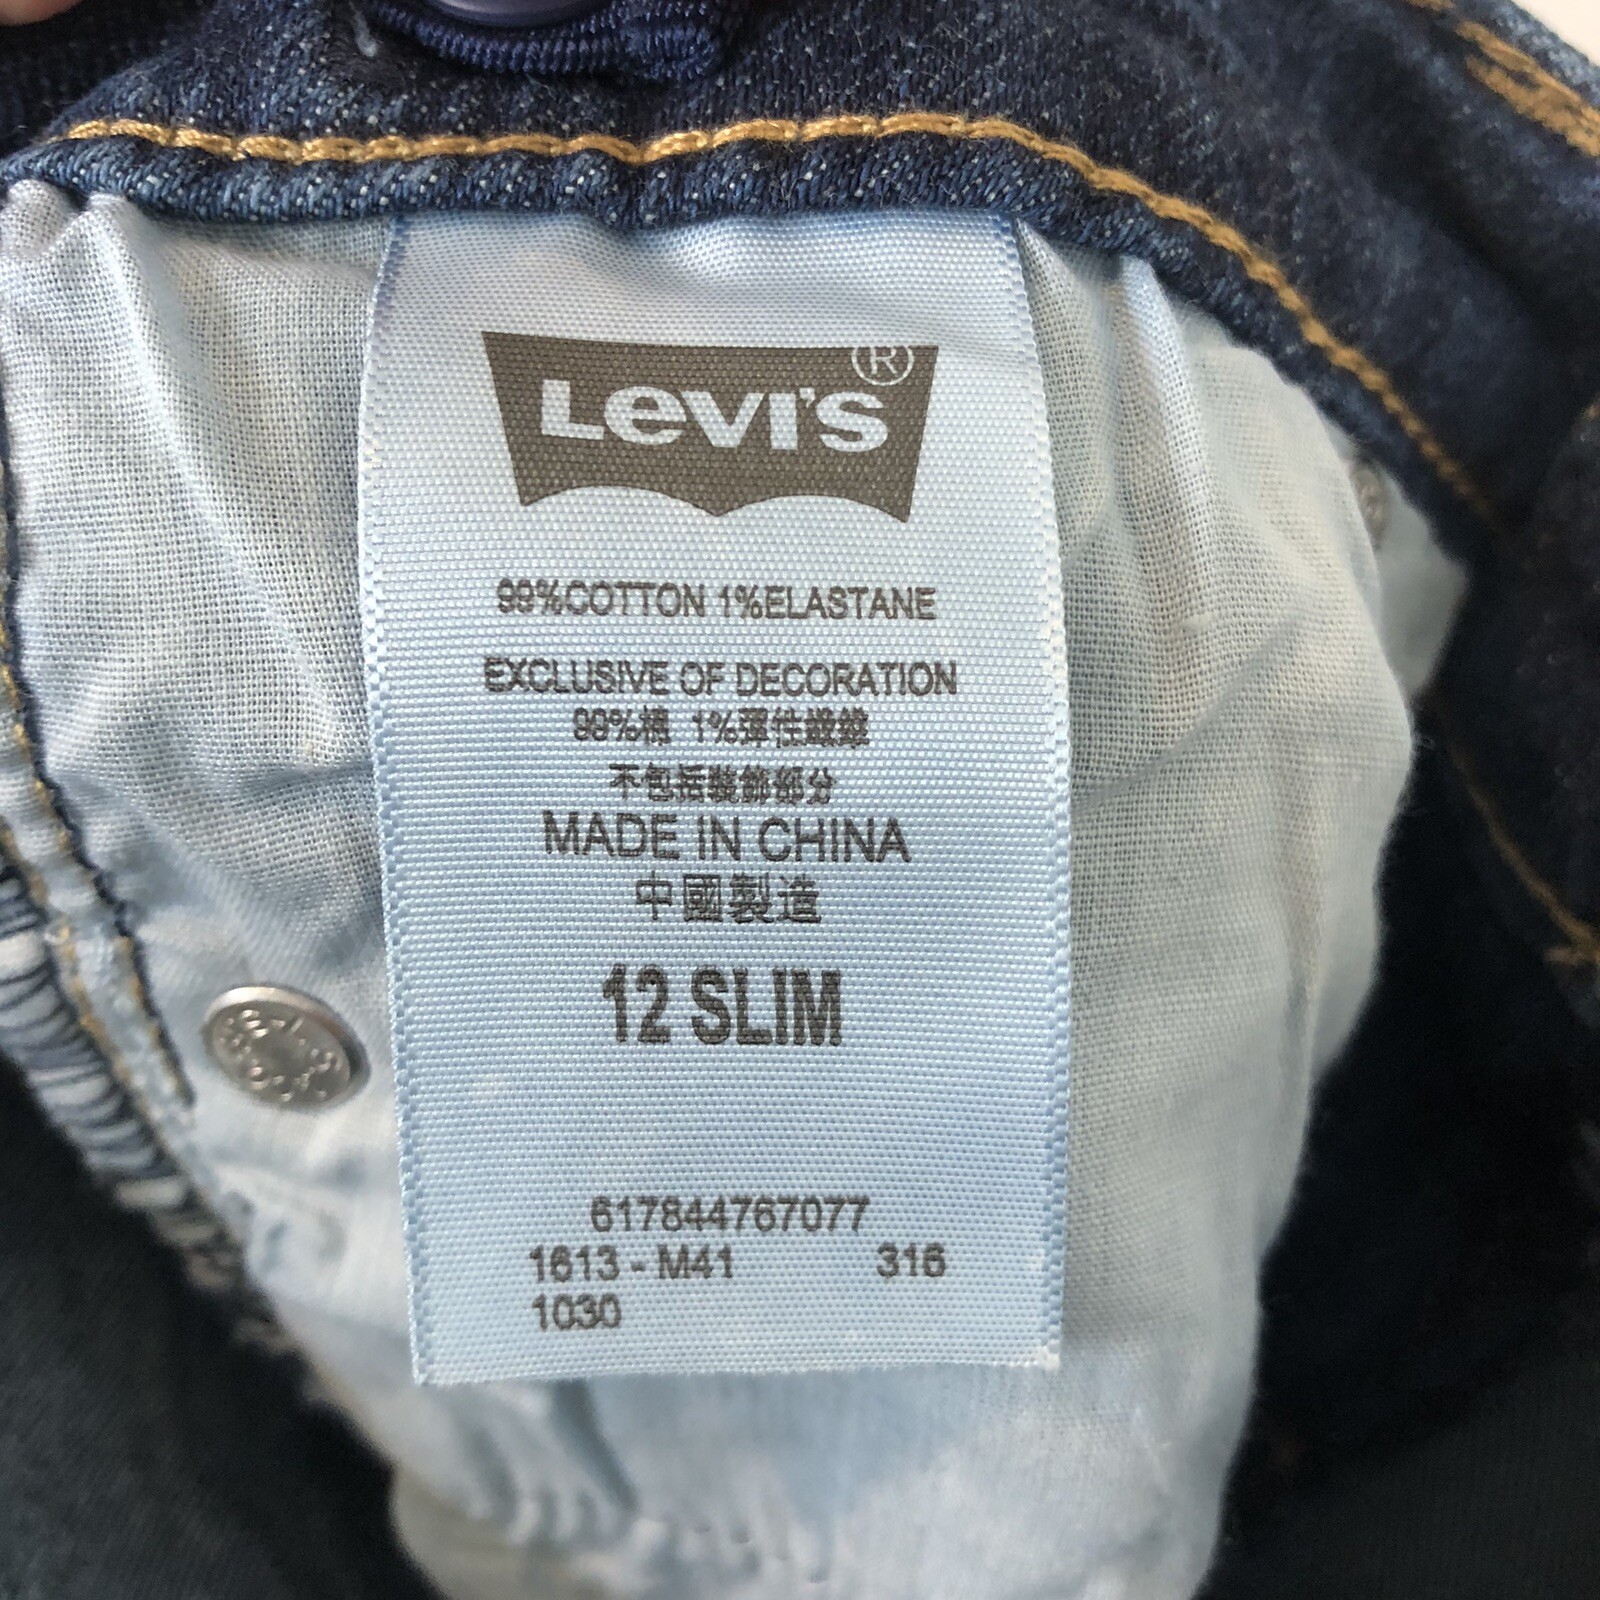 LEVI'S®
99%COTTON 1%ELASTANE
EXCLUSIVE OF DECORATION
99%棉 1%彈性纖維
不包括裝飾部分
MADE IN CHINA
中國製造
12 SLIM
617844767077
1613 - M41 316
1030